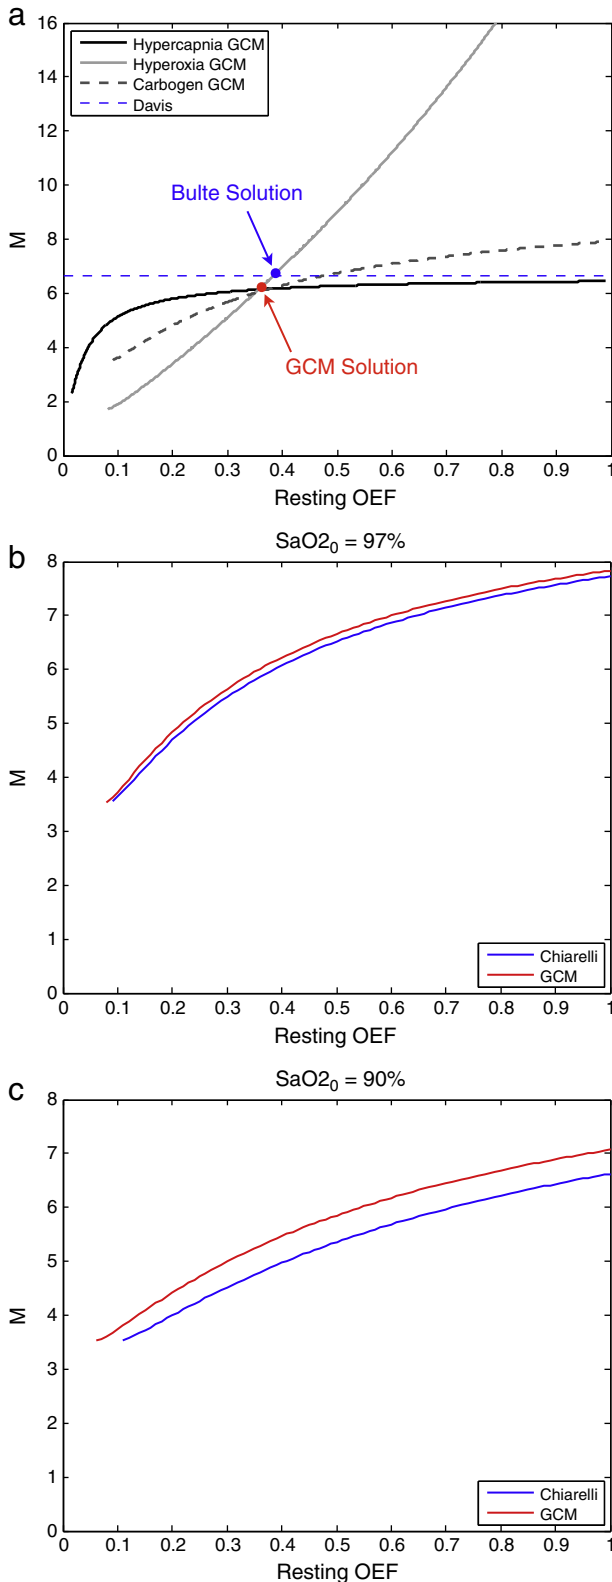 a
16
14
12
10
8
6
4
2
0
M
Hypercapnia GCM
Hyperoxia GCM
Carbogen GCM
Davis
Bulte Solution
GCM Solution
0 0.1 0.2 0.3 0.4 0.5 0.6 0.7 0.8 0.9 1
Resting OEF
b
SaO2₀ = 97%
8
7
6
5
4
3
2
1
0
M
Chiarelli
GCM
0 0.1 0.2 0.3 0.4 0.5 0.6 0.7 0.8 0.9 1
Resting OEF
c
SaO2₀ = 90%
8
7
6
5
4
3
2
1
0
M
Chiarelli
GCM
0 0.1 0.2 0.3 0.4 0.5 0.6 0.7 0.8 0.9 1
Resting OEF